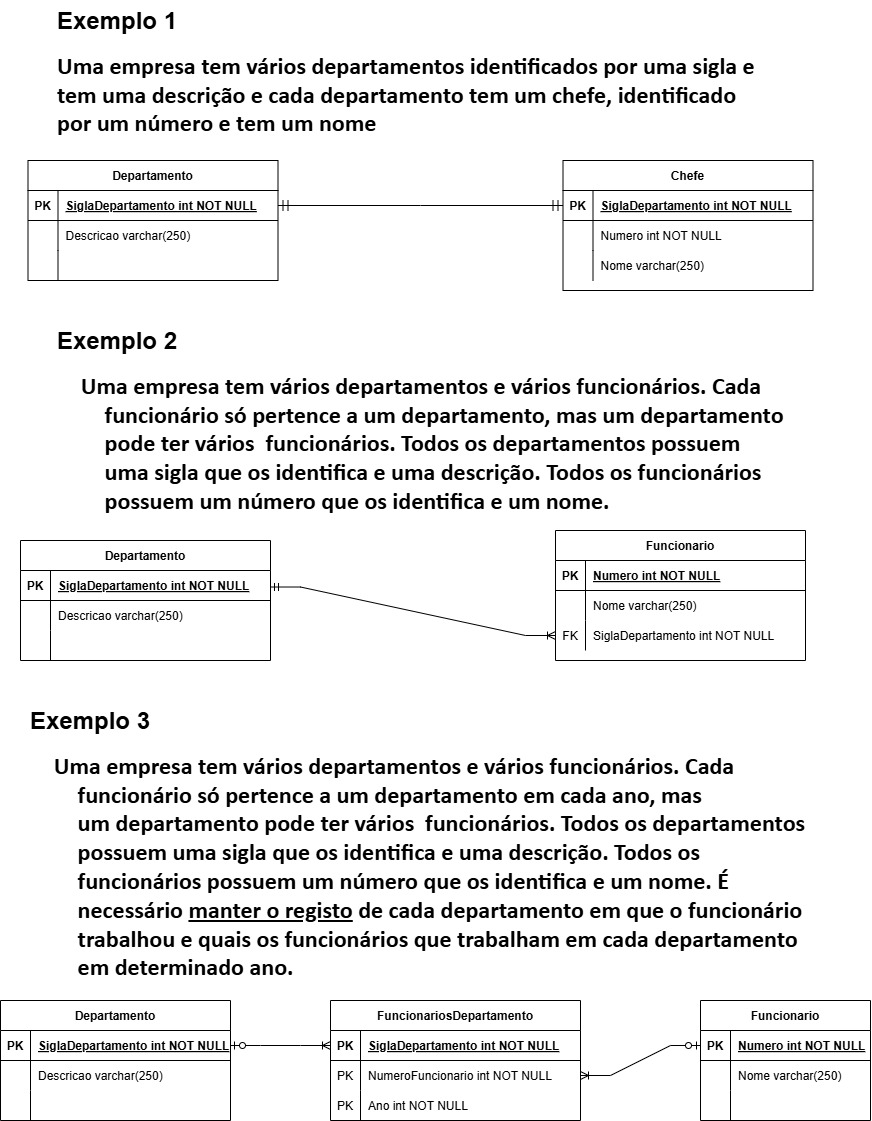 Exemplo 1
Uma empresa tem vários departamentos identificados por uma sigla e
tem uma descrição e cada departamento tem um chefe, identificado
por um número e tem um nome
Departamento
PK SiglaDepartamento int NOT NULL
Descricao varchar(250)
Chefe
PK SiglaDepartamento int NOT NULL
Numero int NOT NULL
Nome varchar(250)
Exemplo 2
Uma empresa tem vários departamentos e vários funcionários. Cada
funcionário só pertence a um departamento, mas um departamento
pode ter vários  funcionários. Todos os departamentos possuem
uma sigla que os identifica e uma descrição. Todos os funcionários
possuem um número que os identifica e um nome.
Departamento
PK SiglaDepartamento int NOT NULL
Descricao varchar(250)
Funcionario
PK Numero int NOT NULL
Nome varchar(250)
FK SiglaDepartamento int NOT NULL
Exemplo 3
Uma empresa tem vários departamentos e vários funcionários. Cada
funcionário só pertence a um departamento em cada ano, mas
um departamento pode ter vários  funcionários. Todos os departamentos
possuem uma sigla que os identifica e uma descrição. Todos os
funcionários possuem um número que os identifica e um nome. É
necessário manter o registo de cada departamento em que o funcionário
trabalhou e quais os funcionários que trabalham em cada departamento
em determinado ano.
Departamento
PK SiglaDepartamento int NOT NULL
Descricao varchar(250)
FuncionariosDepartamento
PK SiglaDepartamento int NOT NULL
PK NumeroFuncionario int NOT NULL
PK Ano int NOT NULL
Funcionario
PK Numero int NOT NULL
Nome varchar(250)